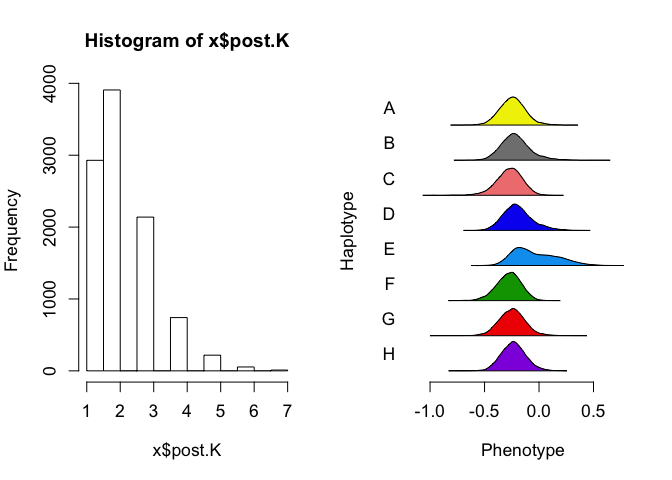 Histogram of x$post.K
Frequency
4000
3000
2000
1000
0
1 2 3 4 5 6 7
x$post.K
Haplotype
A
B
C
D
E
F
G
H
-1.0 -0.5 0.0 0.5
Phenotype